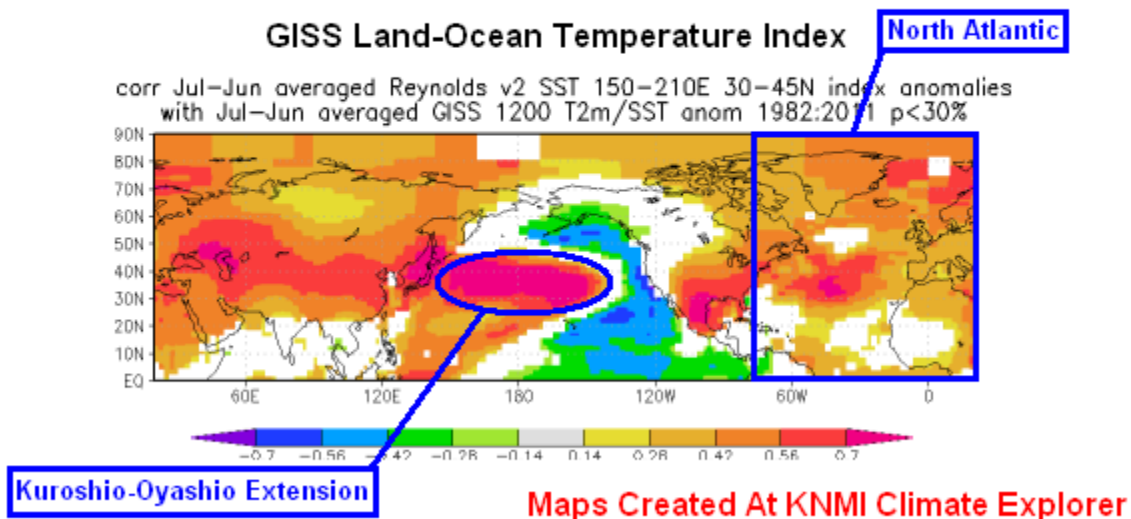 GISS Land-Ocean Temperature Index
North Atlantic
corr Jul-Jun averaged Reynolds v2 SST 150-210E 30-45N index anomalies
with Jul-Jun averaged GISS 1200 T2m/SST anom 1982:2011 p<30%
90N
80N
70N
60N
50N
40N
30N
20N
10N
EQ
60E 120E 180 120W 60W 0
-0.7 -0.56 -0.42 -0.28 -0.14 0.14 0.28 0.42 0.56 0.7
Kuroshio-Oyashio Extension
Maps Created At KNMI Climate Explorer